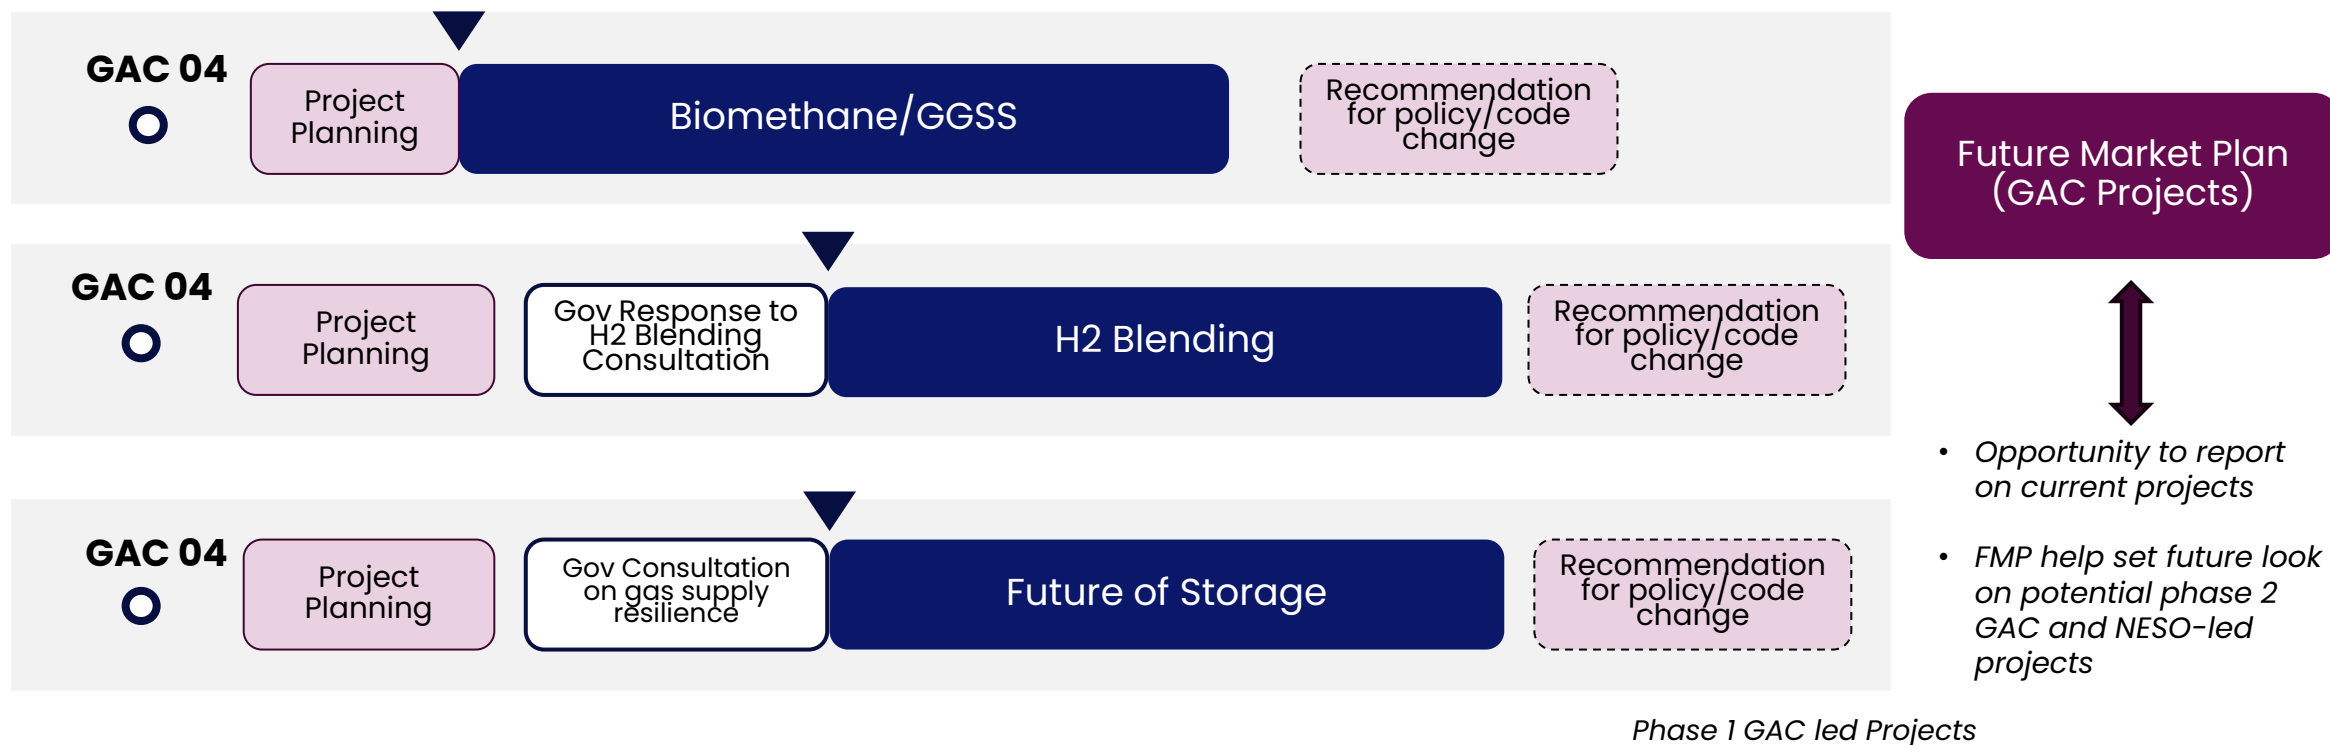 GAC 04
Project
Planning
Biomethane/GGSS
Recommendation
for policy/code
change
Future Market Plan
(GAC Projects)
GAC 04
Project
Planning
Gov Response to
H2 Blending
Consultation
H2 Blending
Recommendation
for policy/code
change
GAC 04
Project
Planning
Gov Consultation
on gas supply
resilience
Future of Storage
Recommendation
for policy/code
change
• Opportunity to report
on current projects
• FMP help set future look
on potential phase 2
GAC and NESO-led
projects
Phase 1 GAC led Projects